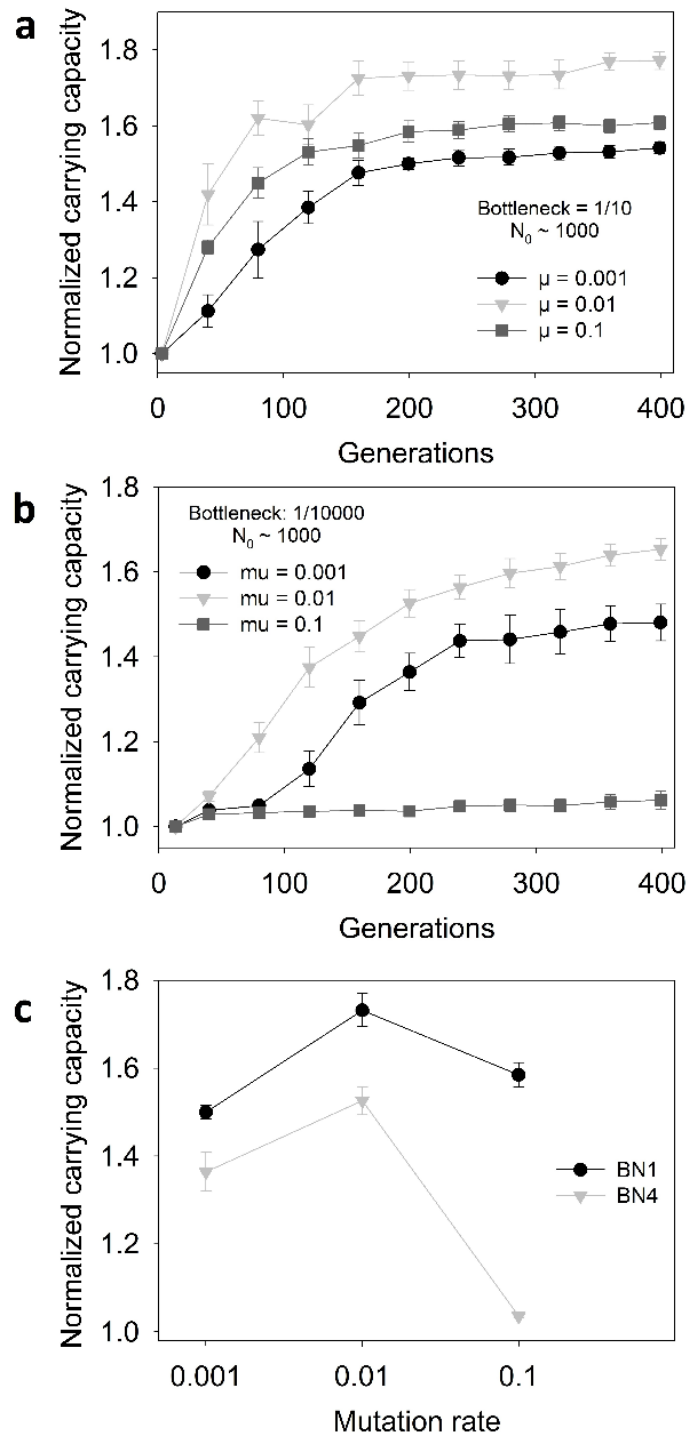 a
Normalized carrying capacity
1.8
1.6
1.4
1.2
1.0
Bottleneck = 1/10
N₀ ~ 1000
μ = 0.001
μ = 0.01
μ = 0.1
0 100 200 300 400
Generations
b
Normalized carrying capacity
1.8
1.6
1.4
1.2
1.0
Bottleneck: 1/10000
N₀ ~ 1000
mu = 0.001
mu = 0.01
mu = 0.1
0 100 200 300 400
Generations
c
Normalized carrying capacity
1.8
1.6
1.4
1.2
1.0
BN1
BN4
0.001 0.01 0.1
Mutation rate